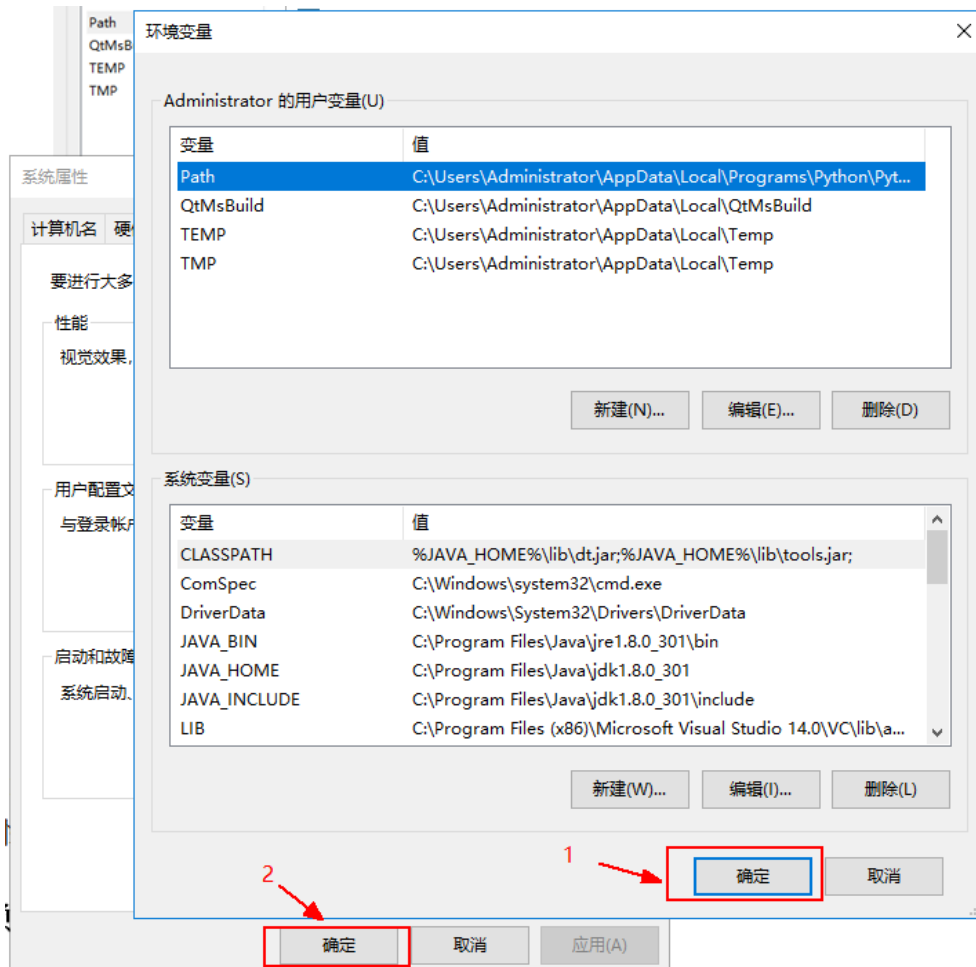 Path
QtMsB
TEMP
TMP
环境变量
Administrator 的用户变量(U)
变量 值
Path C:\Users\Administrator\AppData\Local\Programs\Python\Pyt...
QtMsBuild C:\Users\Administrator\AppData\Local\QtMsBuild
TEMP C:\Users\Administrator\AppData\Local\Temp
TMP C:\Users\Administrator\AppData\Local\Temp
新建(N)... 编辑(E)... 删除(D)
系统变量(S)
变量 值
CLASSPATH %JAVA_HOME%\lib\dt.jar;%JAVA_HOME%\lib\tools.jar;
ComSpec C:\Windows\system32\cmd.exe
DriverData C:\Windows\System32\Drivers\DriverData
JAVA_BIN C:\Program Files\Java\jre1.8.0_301\bin
JAVA_HOME C:\Program Files\Java\jdk1.8.0_301
JAVA_INCLUDE C:\Program Files\Java\jdk1.8.0_301\include
LIB C:\Program Files (x86)\Microsoft Visual Studio 14.0\VC\lib\a...
新建(W)... 编辑(I)... 删除(L)
1
确定 取消
系统属性
计算机名
要进行大多
性能
视觉效果,
用户配置文
与登录帐户
启动和故障
系统启动、
2
确定 取消 应用(A)